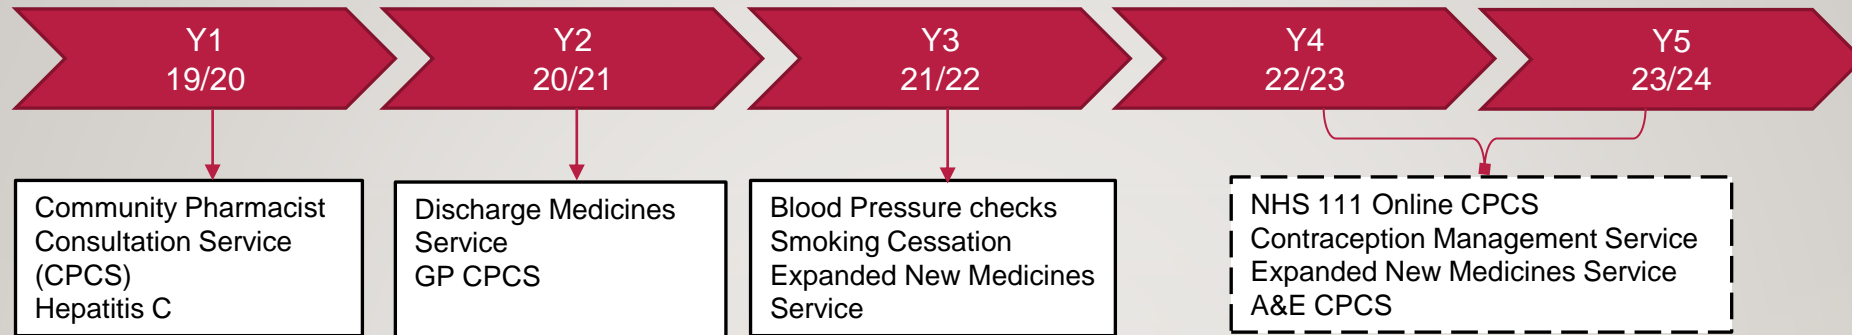 Y1
19/20
Y2
20/21
Y3
21/22
Y4
22/23
Y5
23/24
Community Pharmacist
Consultation Service
(CPCS)
Hepatitis C
Discharge Medicines
Service
GP CPCS
Blood Pressure checks
Smoking Cessation
Expanded New Medicines
Service
NHS 111 Online CPCS
Contraception Management Service
Expanded New Medicines Service
A&E CPCS